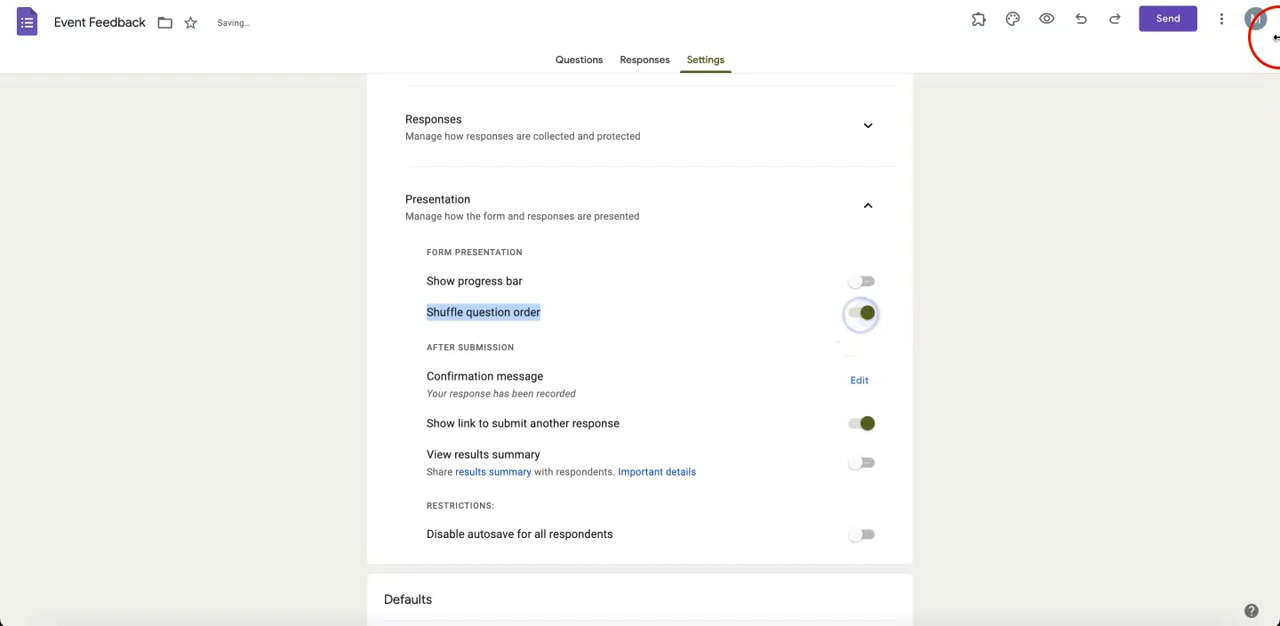 Event Feedback
Saving...
Send
Questions
Responses
Settings
Responses
Manage how responses are collected and protected
Presentation
Manage how the form and responses are presented
FORM PRESENTATION
Show progress bar
Shuffle question order
AFTER SUBMISSION
Confirmation message
Edit
Your response has been recorded
Show link to submit another response
View results summary
Share results summary with respondents. Important details
RESTRICTIONS:
Disable autosave for all respondents
Defaults